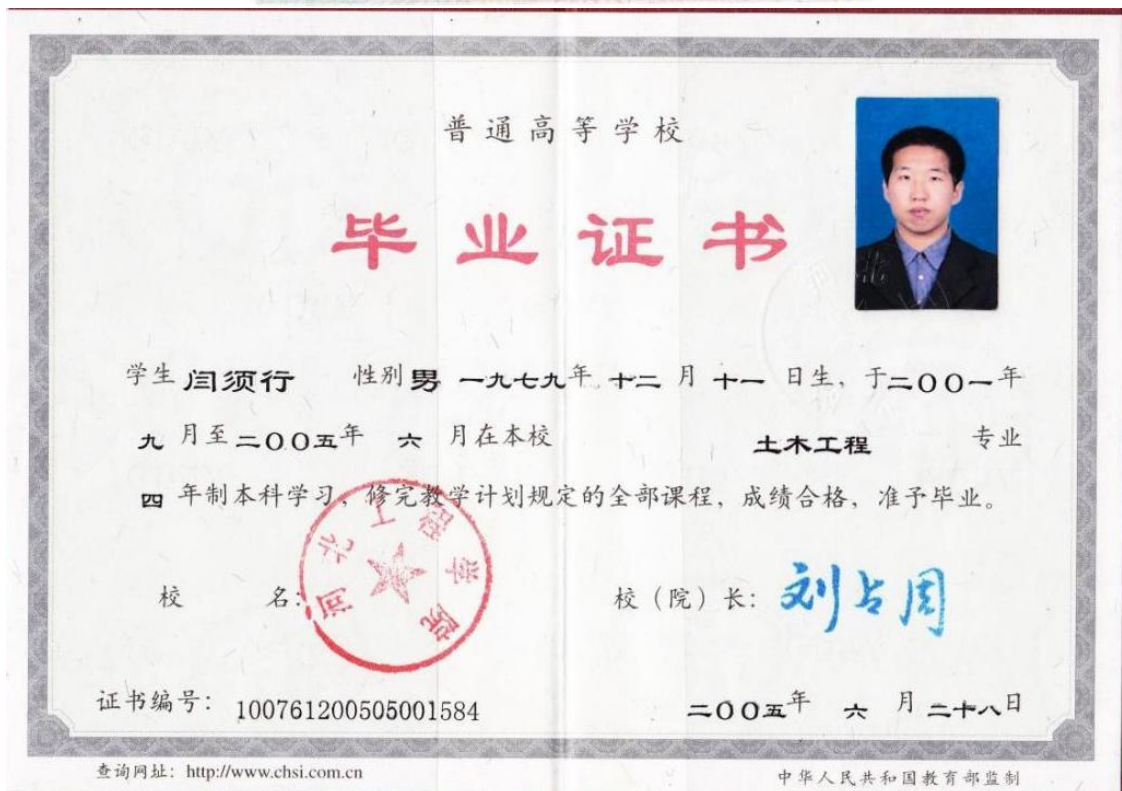 普通高等学校
毕业证书
学生 闫须行 性别 男 一九七九年 十二 月 十一 日生，于二〇〇一年
九 月至二〇〇五年 六 月在本校 土木工程 专业
四 年制本科学习，修完教学计划规定的全部课程，成绩合格，准予毕业。
河北工程学院
校 名： 校（院）长： 刘占周
证书编号： 100761200505001584 二〇〇五年 六 月 二十八日
查询网址：http://www.chsi.com.cn 中华人民共和国教育部监制